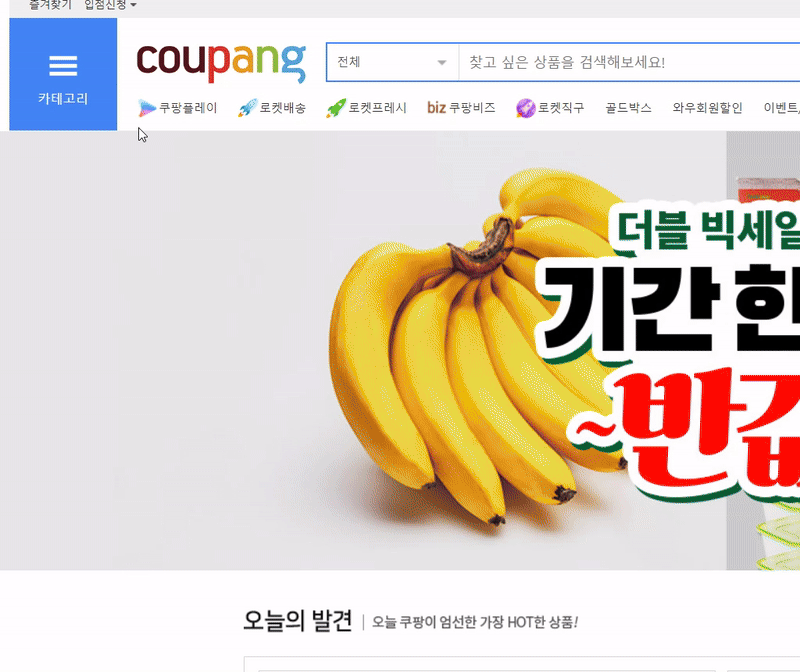 즐겨찾기 입점신청
카테고리
coupang
전체
찾고 싶은 상품을 검색해보세요!
쿠팡플레이 로켓배송 로켓프레시 biz 쿠팡비즈 로켓직구 골드박스 와우회원할인 이벤트/
더블 빅세일
기간 한
~반값
오늘의 발견 | 오늘 쿠팡이 엄선한 가장 HOT한 상품!